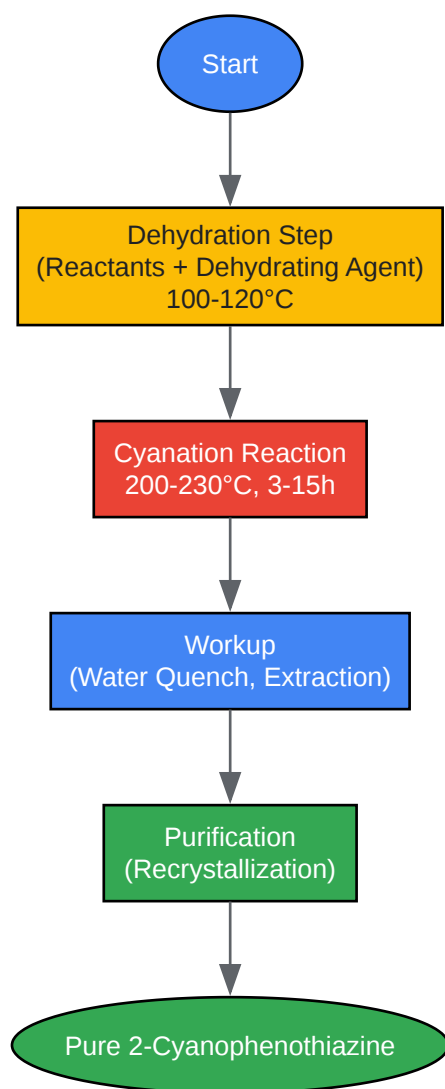 Start
Dehydration Step
(Reactants + Dehydrating Agent)
100-120°C
Cyanation Reaction
200-230°C, 3-15h
Workup
(Water Quench, Extraction)
Purification
(Recrystallization)
Pure 2-Cyanophenothiazine